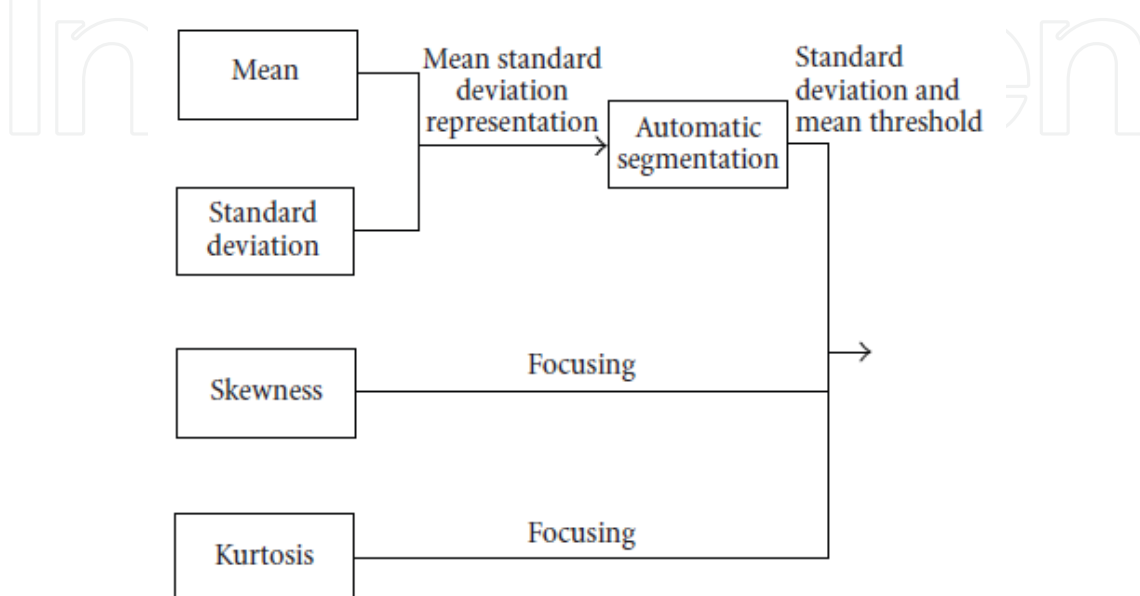 Mean
Mean standard
deviation
representation
Standard
deviation and
mean threshold
Automatic
segmentation
Standard
deviation
Skewness
Focusing
Kurtosis
Focusing